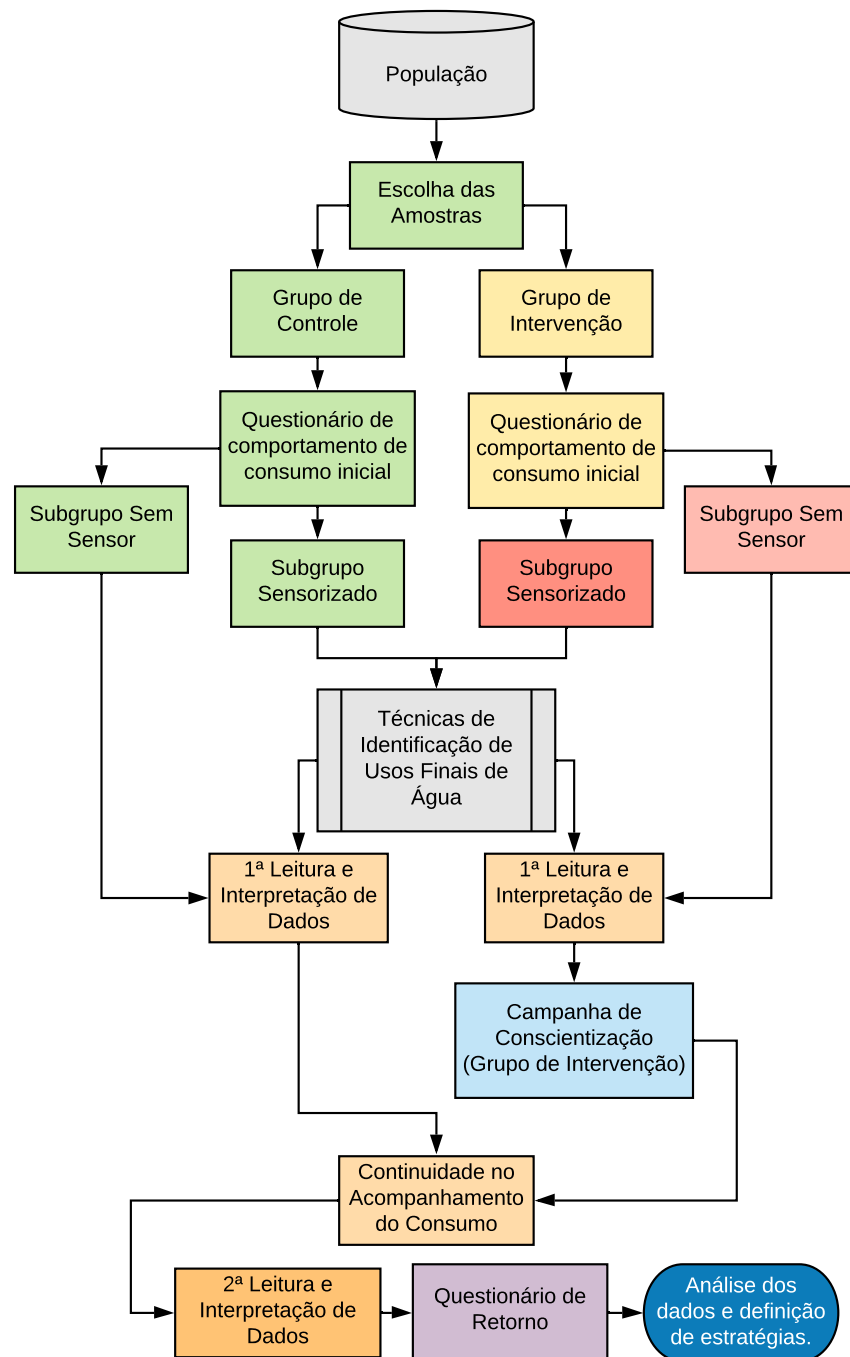 População
Escolha das
Amostras
Grupo de
Controle
Grupo de
Intervenção
Questionário de
comportamento de
consumo inicial
Questionário de
comportamento de
consumo inicial
Subgrupo Sem
Sensor
Subgrupo
Sensorizado
Subgrupo
Sensorizado
Subgrupo Sem
Sensor
Técnicas de
Identificação de
Usos Finais de
Água
1ª Leitura e
Interpretação de
Dados
1ª Leitura e
Interpretação de
Dados
Campanha de
Conscientização
(Grupo de Intervenção)
Continuidade no
Acompanhamento
do Consumo
2ª Leitura e
Interpretação de
Dados
Questionário de
Retorno
Análise dos
dados e definição
de estratégias.